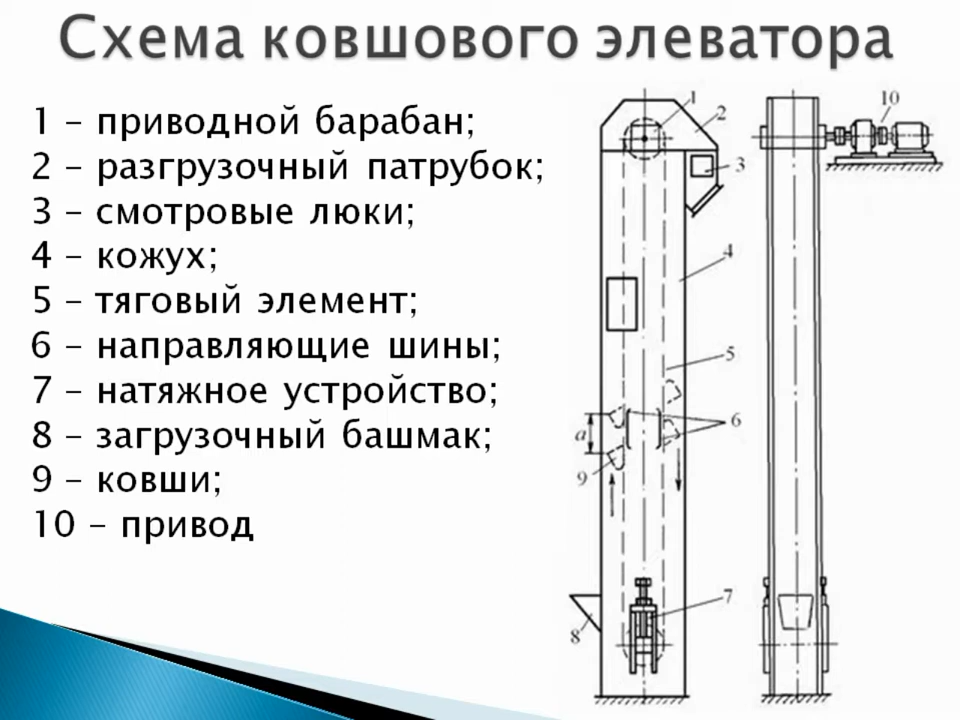 Схема ковшового элеватора
1 – приводной барабан;
2 – разгрузочный патрубок;
3 – смотровые люки;
4 – кожух;
5 – тяговый элемент;
6 – направляющие шины;
7 – натяжное устройство;
8 – загрузочный башмак;
9 – ковши;
10 – привод
1
2
10
3
4
5
6
а
9
7
8